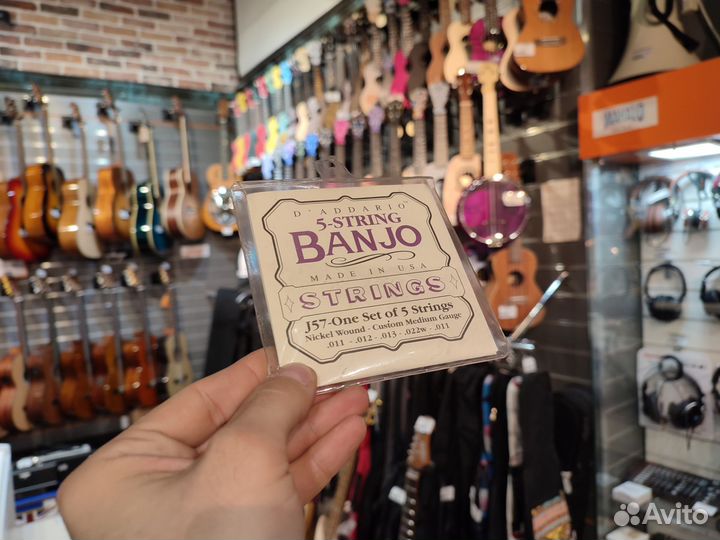 D'ADDARIO
5-STRING
BANJO
MADE IN USA
STRINGS
J57-One Set of 5 Strings
Nickel Wound - Custom Medium Gauge
.011 - .012 - .013 - .022w - .011
Avito